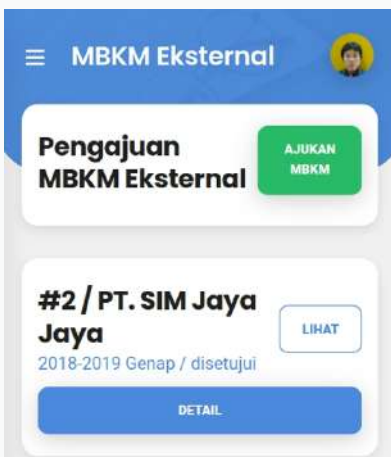 MBKM Eksternal
Pengajuan
MBKM Eksternal
AJUKAN
MBKM
#2 / PT. SIM Jaya
Jaya
LIHAT
2018-2019 Genap / disetujui
DETAIL